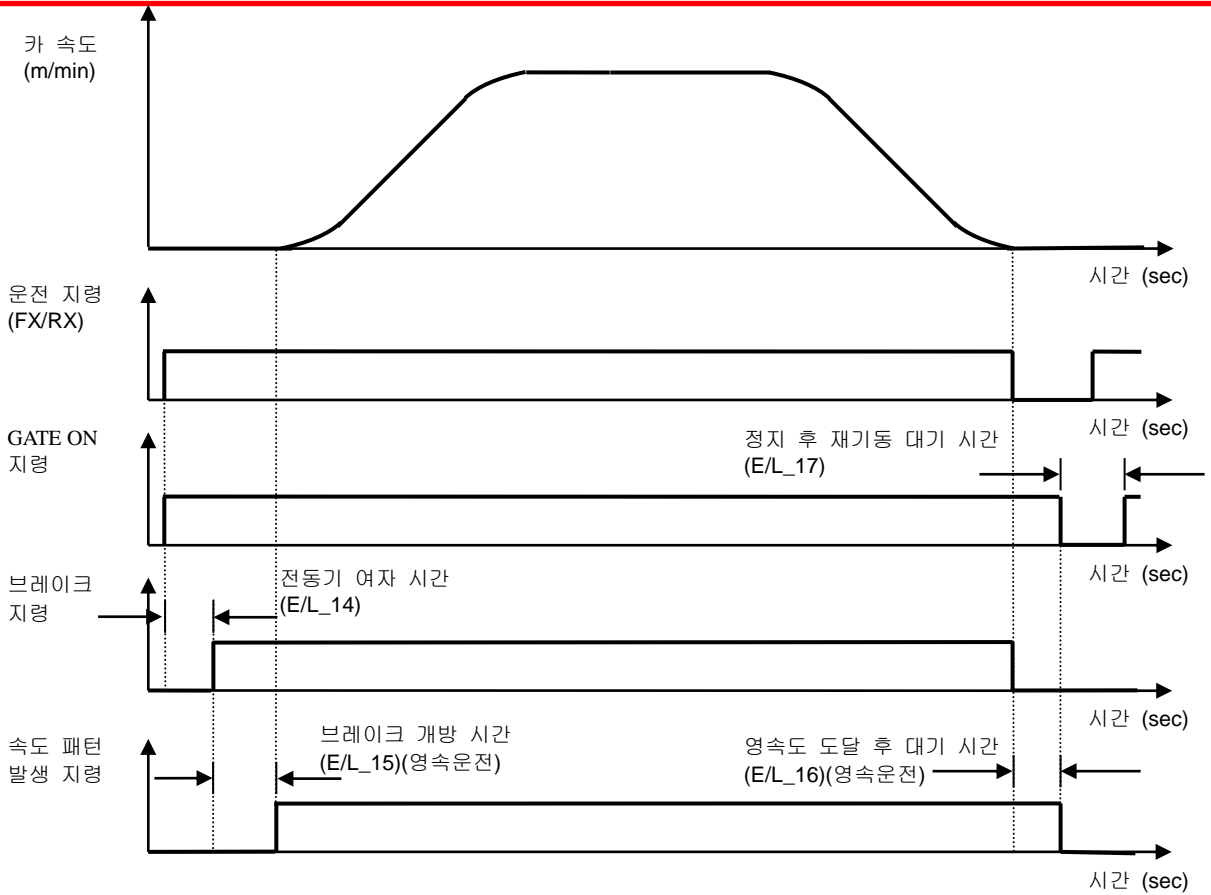 카 속도
(m/min)
시간 (sec)
운전 지령
(FX/RX)
시간 (sec)
GATE ON
지령
정지 후 재기동 대기 시간
(E/L_17)
시간 (sec)
브레이크
지령
전동기 여자 시간
(E/L_14)
시간 (sec)
속도 패턴
발생 지령
브레이크 개방 시간
(E/L_15)(영속운전)
영속도 도달 후 대기 시간
(E/L_16)(영속운전)
시간 (sec)